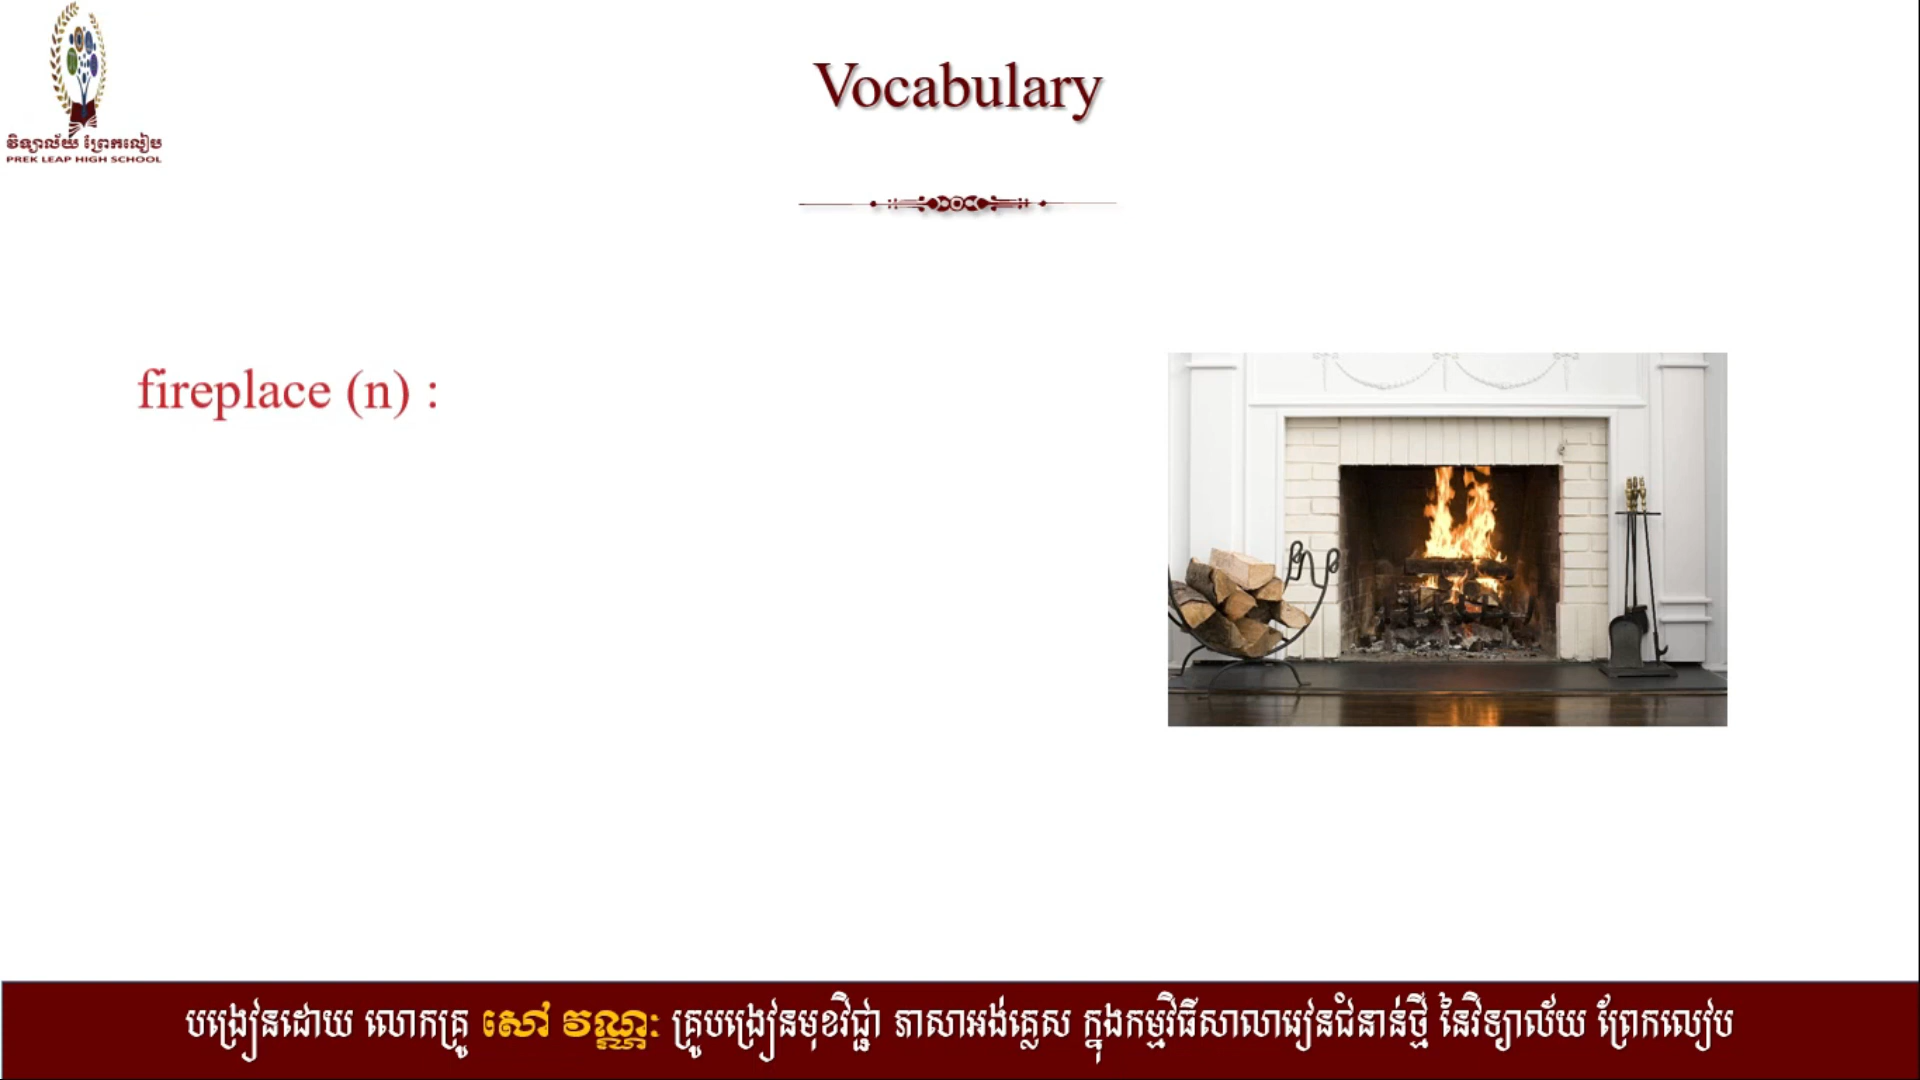 វិទ្យាល័យ ព្រែកលៀប
PREK LEAP HIGH SCHOOL
Vocabulary
fireplace (n) :
បង្រៀនដោយ លោកគ្រូ សៅ វណ្ណៈ គ្រូបង្រៀនមុខវិជ្ជា ភាសាអង់គ្លេស ក្នុងកម្មវិធីសាលារៀនជំនាន់ថ្មី នៃវិទ្យាល័យ ព្រែកលៀប